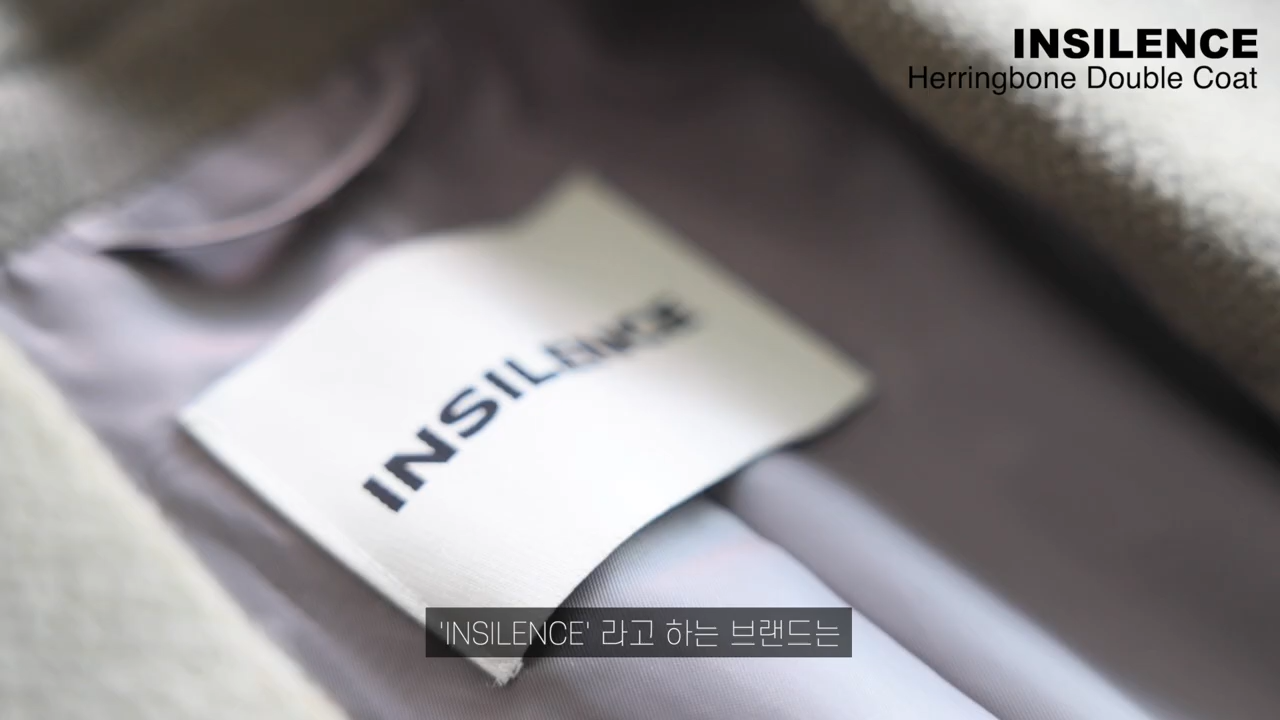 INSILENCE
Herringbone Double Coat
INSILENCE
'INSILENCE' 라고 하는 브랜드는